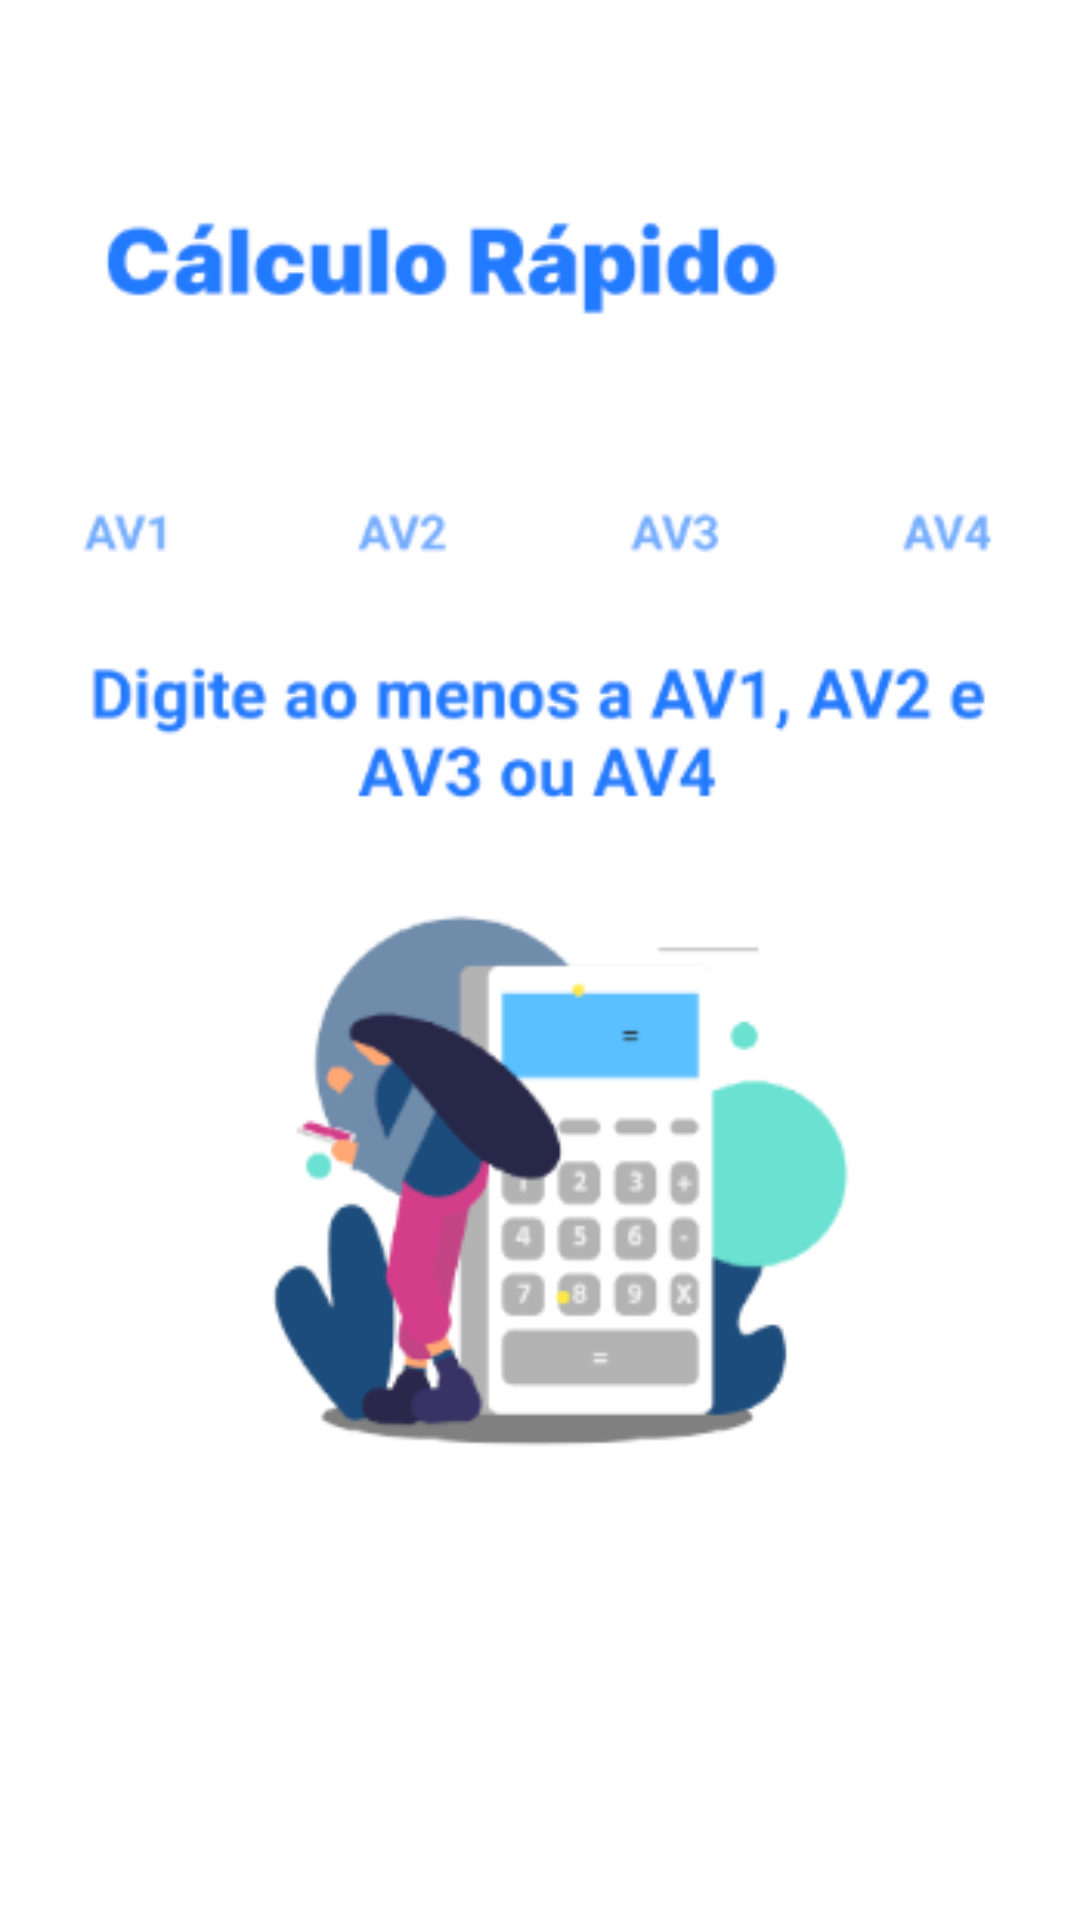 Cálculo Rápido
AV1 AV2 AV3 AV4
Digite ao menos a AV1, AV2 e
AV3 ou AV4
=
1 2 3 +
4 5 6 -
7 8 9 X
=